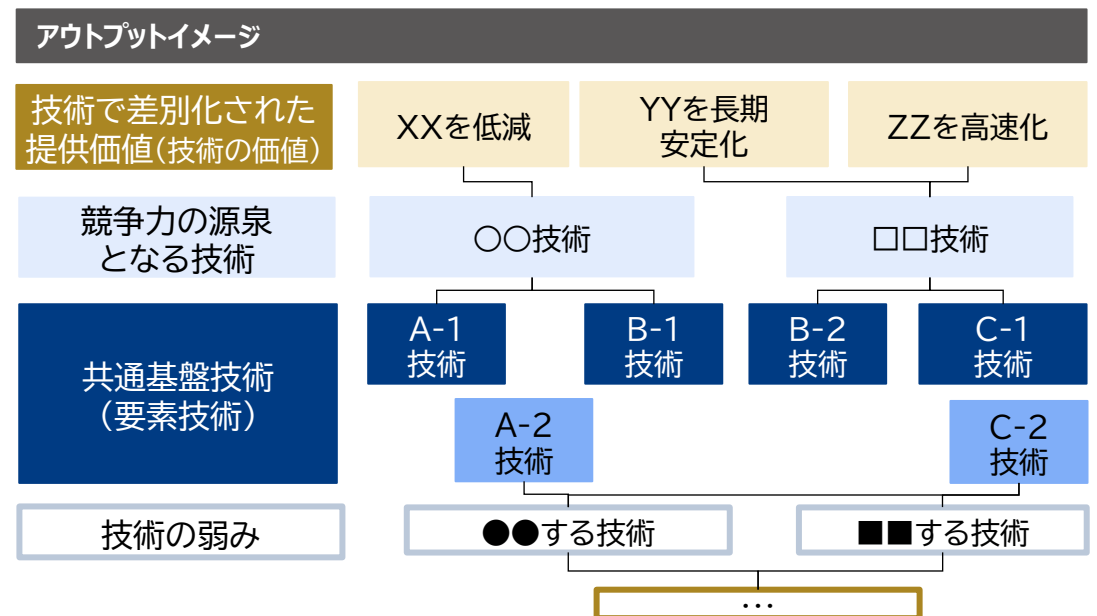 アウトプットイメージ
技術で差別化された
提供価値(技術の価値)
XXを低減
YYを長期
安定化
ZZを高速化
競争力の源泉
となる技術
〇〇技術
□□技術
共通基盤技術
(要素技術)
A-1
技術
B-1
技術
B-2
技術
C-1
技術
A-2
技術
C-2
技術
技術の弱み
●●する技術
■■する技術
…